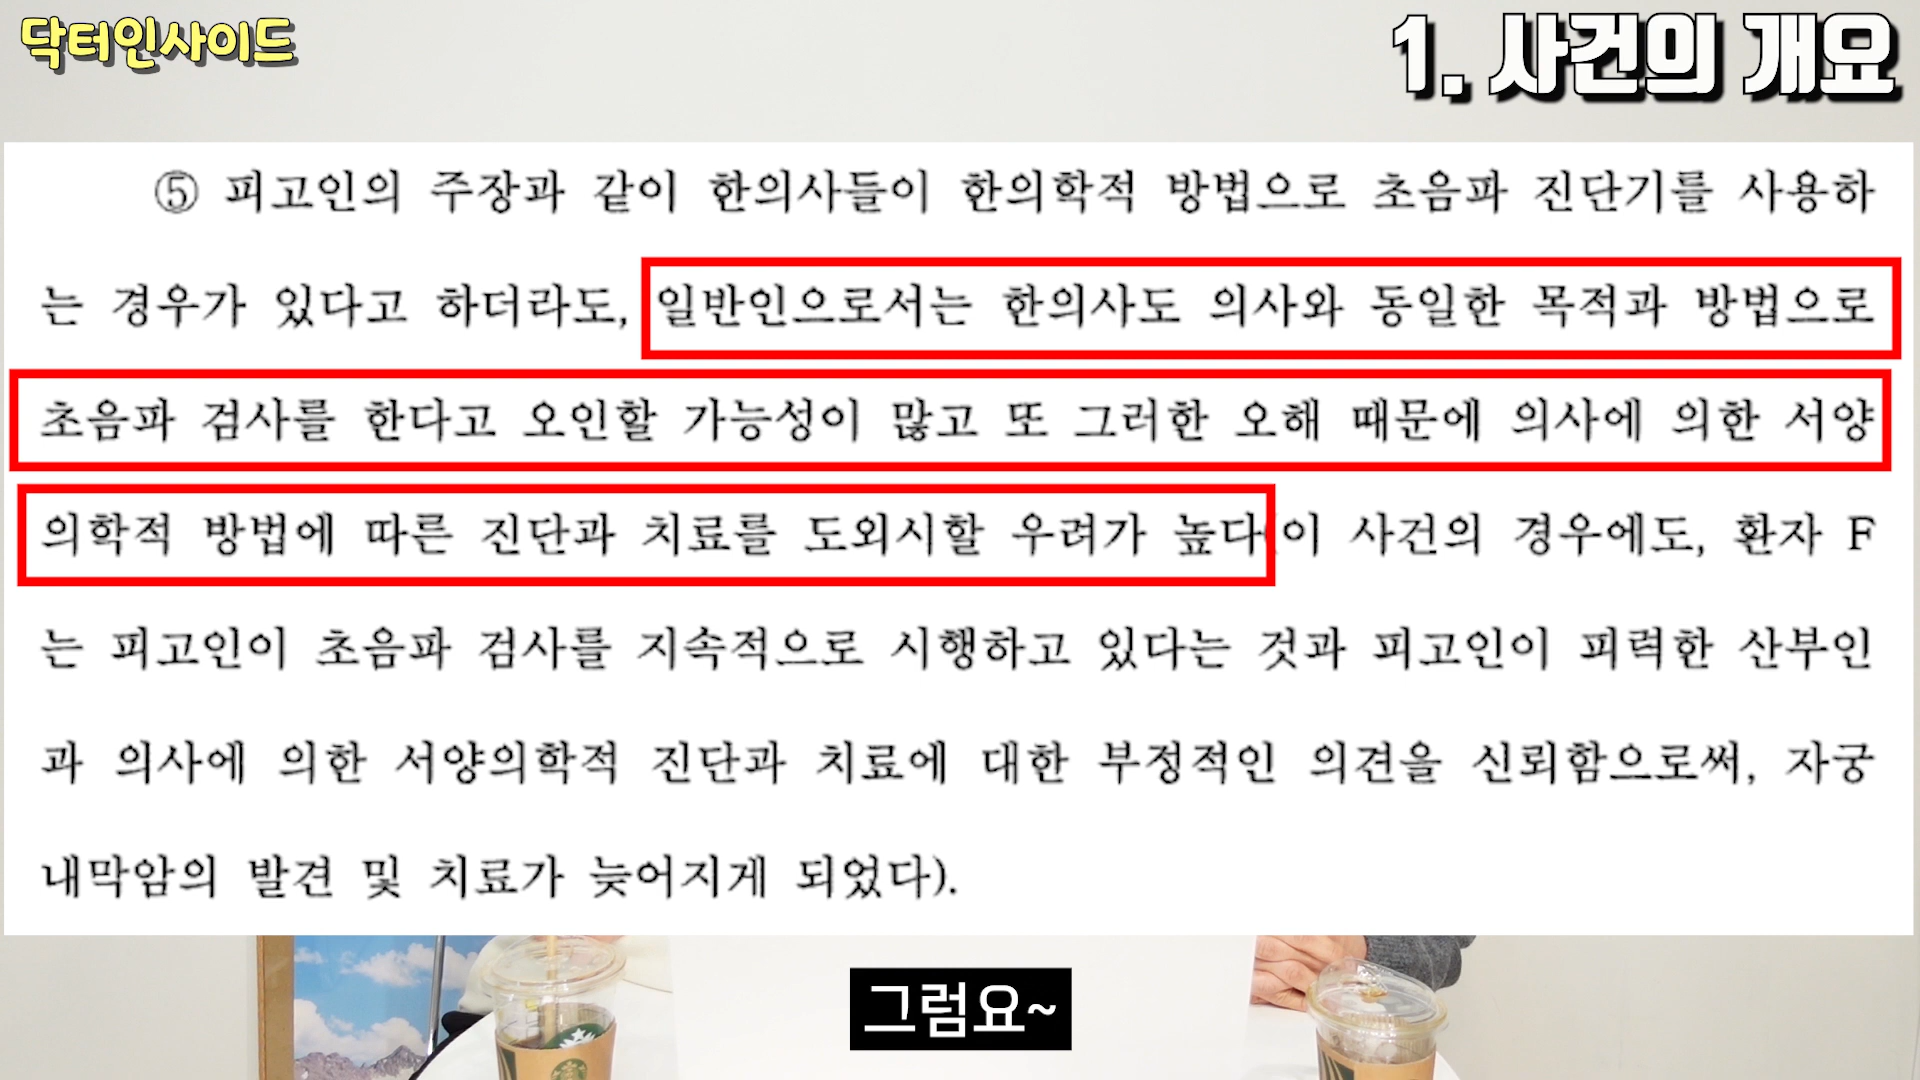 닥터인사이드
1. 사건의 개요
⑤ 피고인의 주장과 같이 한의사들이 한의학적 방법으로 초음파 진단기를 사용하
는 경우가 있다고 하더라도, 일반인으로서는 한의사도 의사와 동일한 목적과 방법으로
초음파 검사를 한다고 오인할 가능성이 많고 또 그러한 오해 때문에 의사에 의한 서양
의학적 방법에 따른 진단과 치료를 도외시할 우려가 높다(이 사건의 경우에도, 환자 F
는 피고인이 초음파 검사를 지속적으로 시행하고 있다는 것과 피고인이 피력한 산부인
과 의사에 의한 서양의학적 진단과 치료에 대한 부정적인 의견을 신뢰함으로써, 자궁
내막암의 발견 및 치료가 늦어지게 되었다).
그럼요~